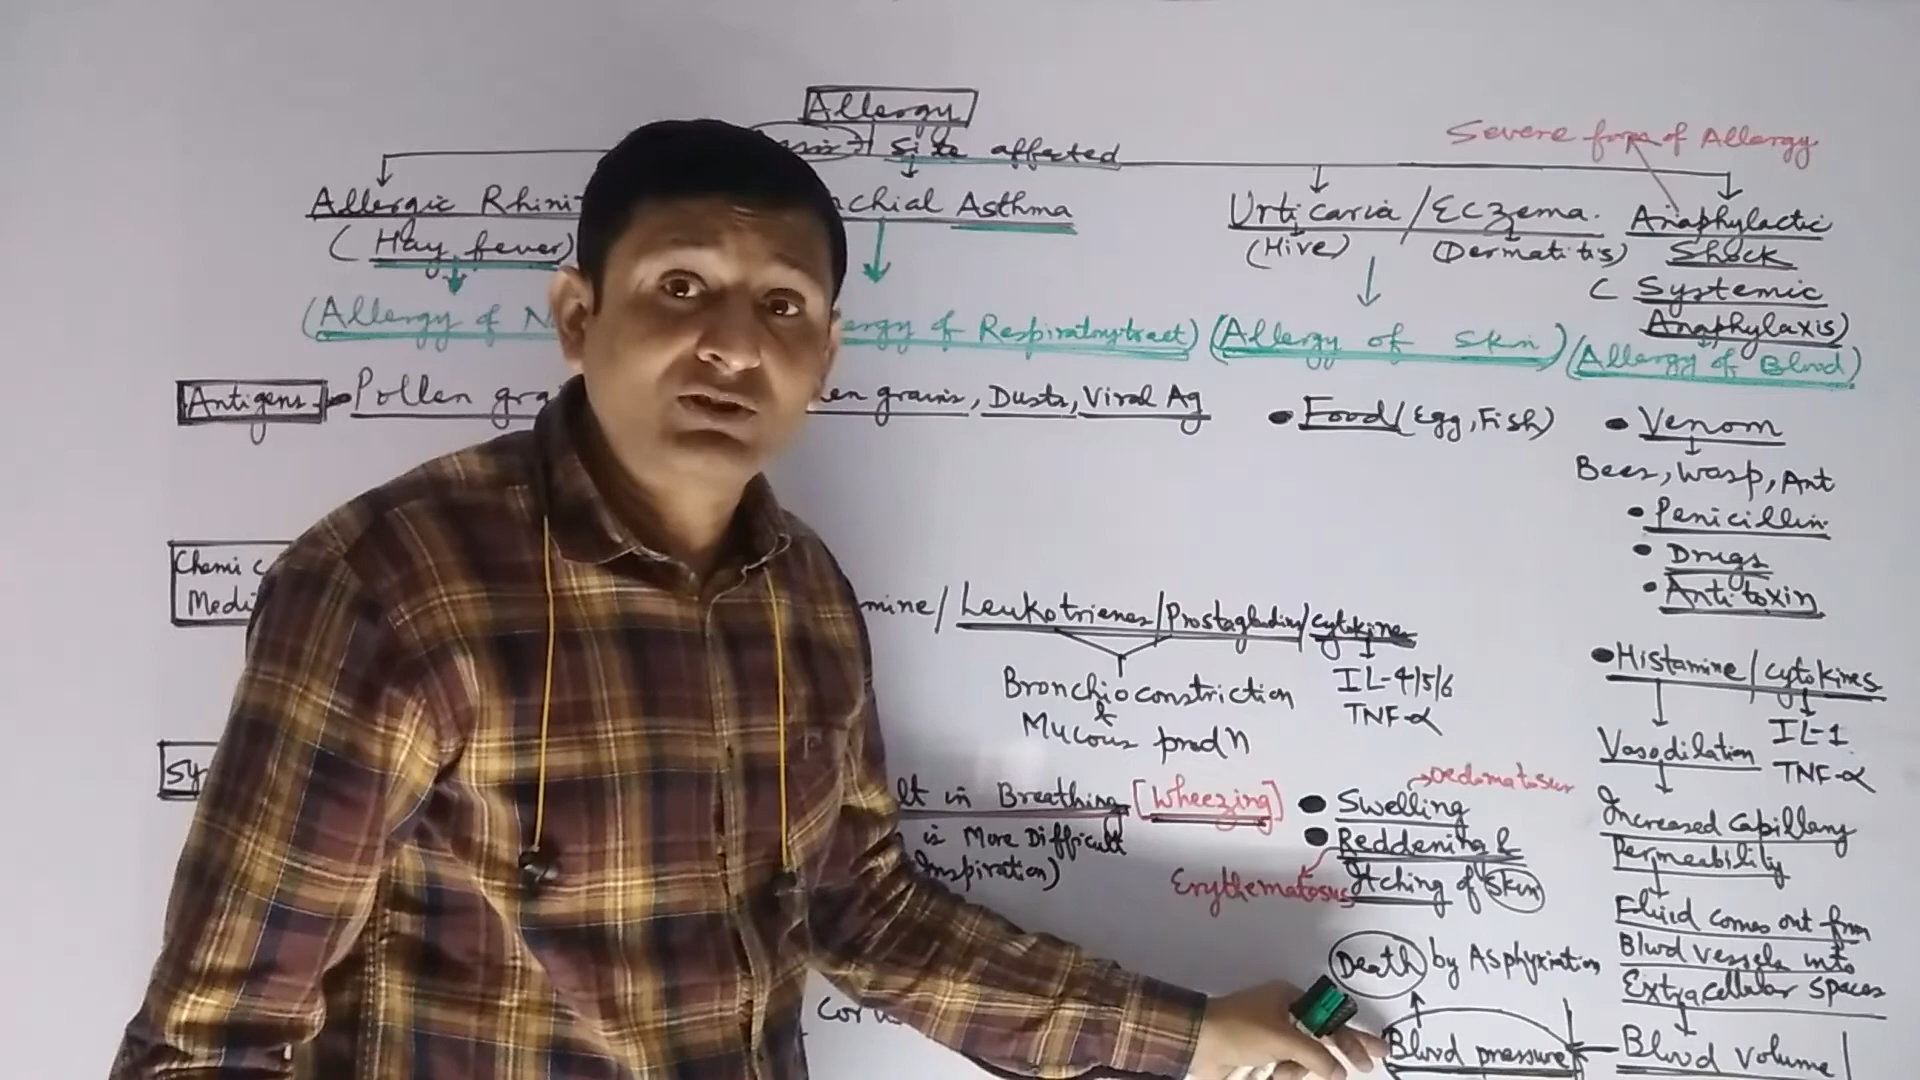 Allergy
Site affected
Severe form of Allergy
Allergic Rhini
chial Asthma
Urticaria / Eczema.
Anaphylactic
Shock
(Hay fever)
(Hive)
(Dermatitis)
(Systemic
Anaphylaxis)
(Allergy of N
ergy of Respiratory tract)
(Allergy of Skin)
(Allergy of Blood)
Antigens
Pollen gra
en grains, Dusts, Viral Ag
• Food (Egg, Fish)
• Venom
Bees, Wasp, Ant
• Penicillin
• Drugs
• Antitoxin
Chemic
Medi
mine / Leukotrienes / Prostaglandins / cytokines
Bronchioconstriction
&
Mucous prodn
IL-4/5/6
TNF-α
• Histamine / cytokines
Vasodilation
IL-1
TNF-α
Increased capillary
Permeability
Fluid comes out from
Blood vessels into
Extracellular spaces
Blood volume
Sy
lt in Breathing [Wheezing]
is More Difficult
Inspiration)
• Swelling
Oedematosus
• Reddening &
Itching of Skin
Erythematosus
Death by Asphyxiation
Blood pressure